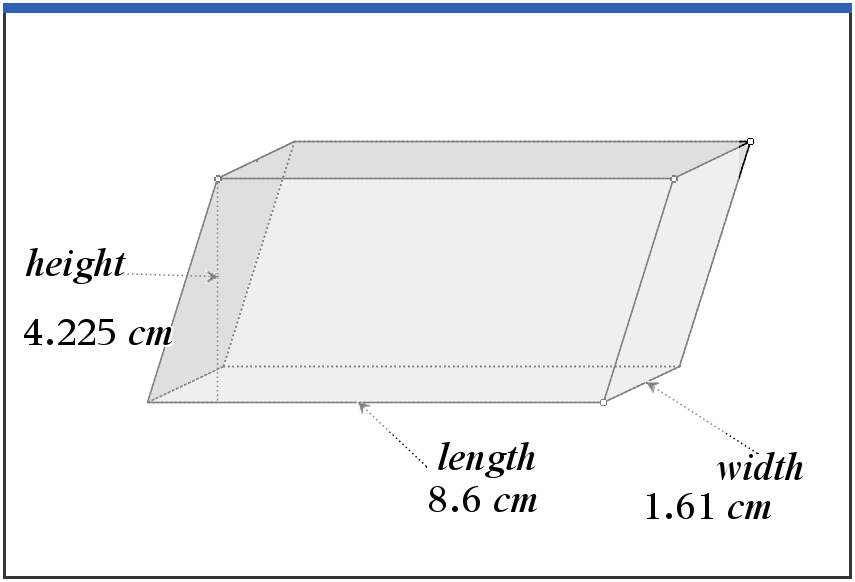 height
4.225 cm
length
8.6 cm
width
1.61 cm